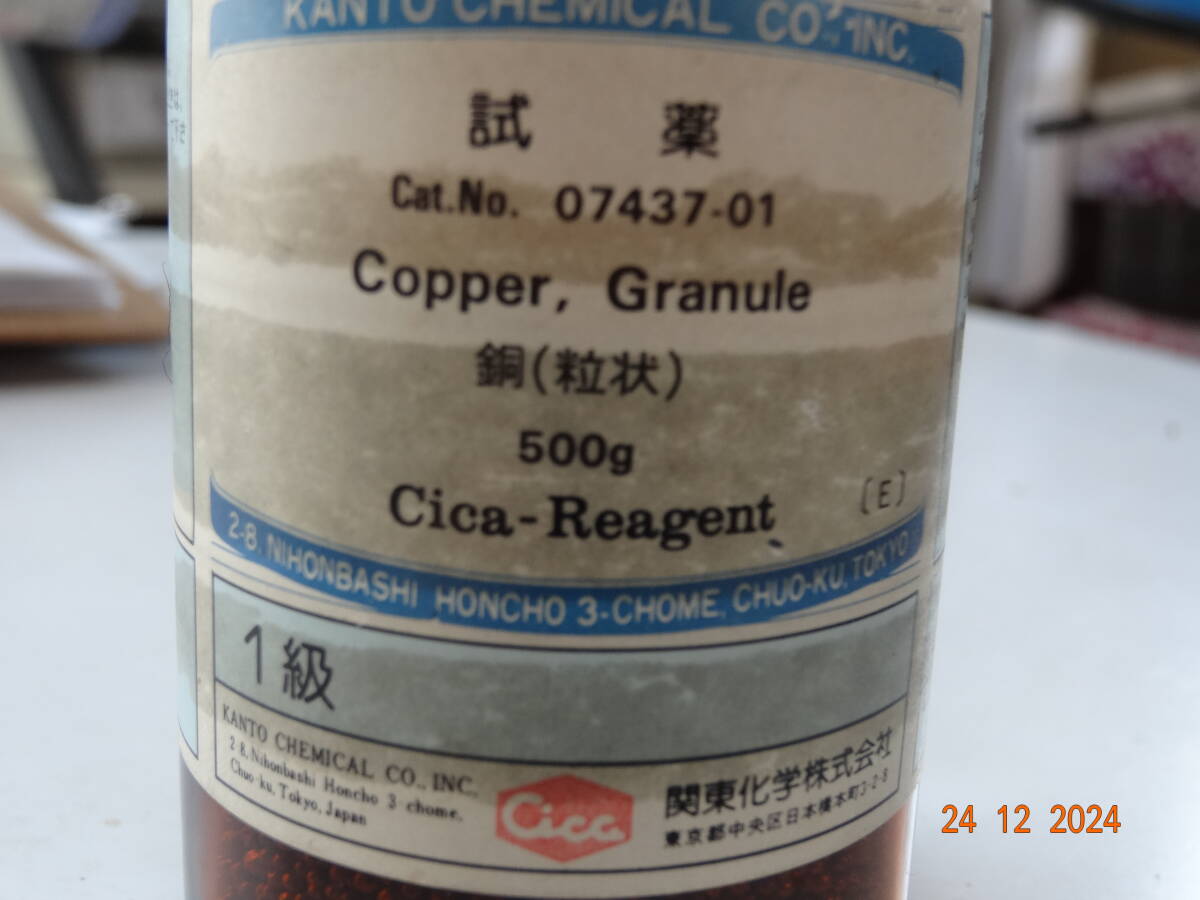 KANTO CHEMICAL CO., INC.
試 薬
Cat.No. 07437-01
Copper, Granule
銅(粒状)
500g
Cica-Reagent
〔E〕
2-8, NIHONBASHI HONCHO 3-CHOME, CHUO-KU, TOKYO
1級
KANTO CHEMICAL CO., INC.
2-8, Nihonbashi Honcho 3-chome,
Chuo-ku, Tokyo, Japan
Cica
関東化学株式会社
東京都中央区日本橋本町3-2-8
24 12 2024